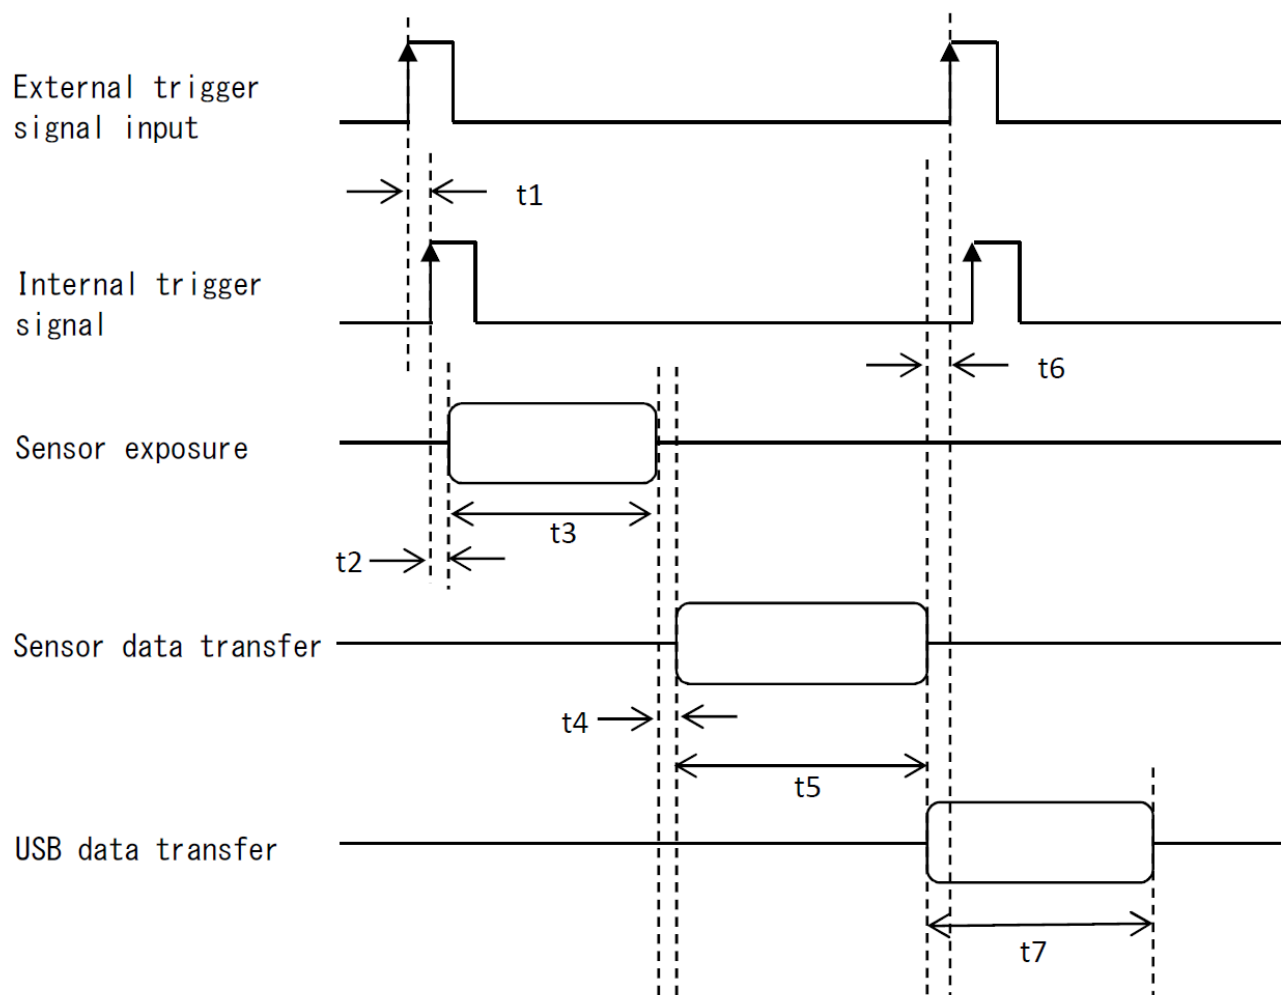 External trigger
signal input
t1
Internal trigger
signal
t6
Sensor exposure
t3
t2
Sensor data transfer
t4
t5
USB data transfer
t7